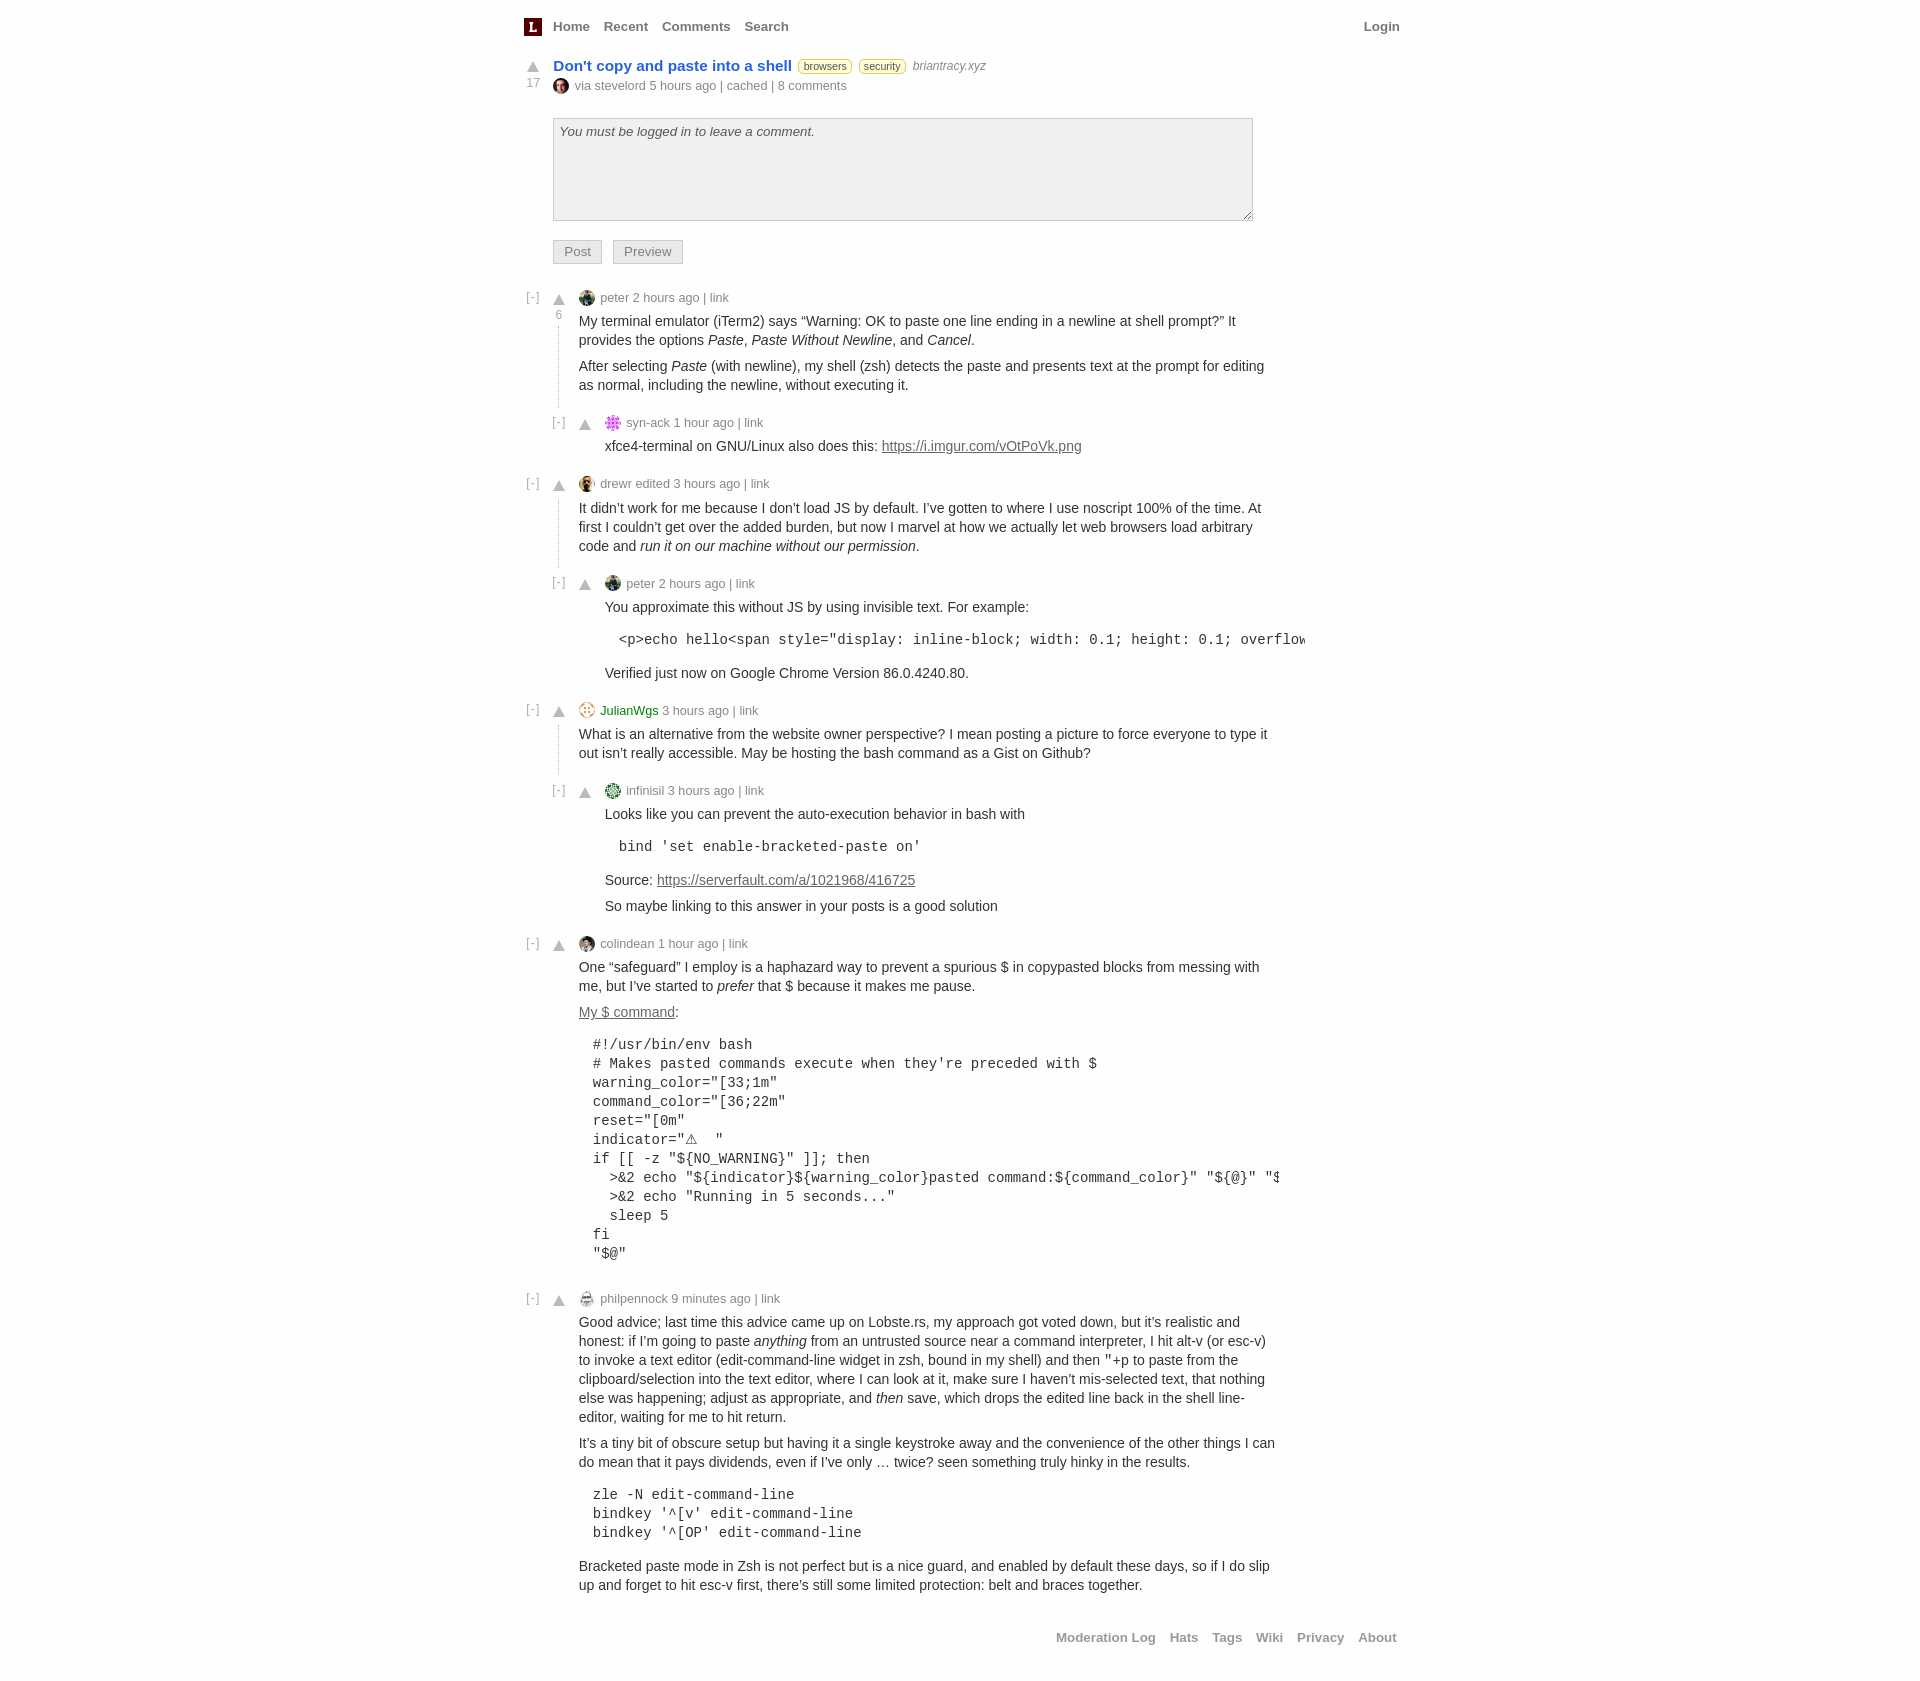 L Home Recent Comments Search Login
Don't copy and paste into a shell browsers security briantracy.xyz
17 via stevelord 5 hours ago | cached | 8 comments
You must be logged in to leave a comment.
Post Preview
[-] peter 2 hours ago | link
6
My terminal emulator (iTerm2) says “Warning: OK to paste one line ending in a newline at shell prompt?” It
provides the options Paste, Paste Without Newline, and Cancel.
After selecting Paste (with newline), my shell (zsh) detects the paste and presents text at the prompt for editing
as normal, including the newline, without executing it.
[-] syn-ack 1 hour ago | link
xfce4-terminal on GNU/Linux also does this: https://i.imgur.com/vOtPoVk.png
[-] drewr edited 3 hours ago | link
It didn’t work for me because I don’t load JS by default. I’ve gotten to where I use noscript 100% of the time. At
first I couldn’t get over the added burden, but now I marvel at how we actually let web browsers load arbitrary
code and run it on our machine without our permission.
[-] peter 2 hours ago | link
You approximate this without JS by using invisible text. For example:
<p>echo hello<span style="display: inline-block; width: 0.1; height: 0.1; overflow
Verified just now on Google Chrome Version 86.0.4240.80.
[-] JulianWgs 3 hours ago | link
What is an alternative from the website owner perspective? I mean posting a picture to force everyone to type it
out isn’t really accessible. May be hosting the bash command as a Gist on Github?
[-] infinisil 3 hours ago | link
Looks like you can prevent the auto-execution behavior in bash with
bind 'set enable-bracketed-paste on'
Source: https://serverfault.com/a/1021968/416725
So maybe linking to this answer in your posts is a good solution
[-] colindean 1 hour ago | link
One “safeguard” I employ is a haphazard way to prevent a spurious $ in copypasted blocks from messing with
me, but I’ve started to prefer that $ because it makes me pause.
My $ command:
#!/usr/bin/env bash
# Makes pasted commands execute when they're preceded with $
warning_color="[33;1m"
command_color="[36;22m"
reset="[0m"
indicator="⚠  "
if [[ -z "${NO_WARNING}" ]]; then
  >&2 echo "${indicator}${warning_color}pasted command:${command_color}" "${@}" "$
  >&2 echo "Running in 5 seconds..."
  sleep 5
fi
"$@"
[-] philpennock 9 minutes ago | link
Good advice; last time this advice came up on Lobste.rs, my approach got voted down, but it’s realistic and
honest: if I’m going to paste anything from an untrusted source near a command interpreter, I hit alt-v (or esc-v)
to invoke a text editor (edit-command-line widget in zsh, bound in my shell) and then "+p to paste from the
clipboard/selection into the text editor, where I can look at it, make sure I haven’t mis-selected text, that nothing
else was happening; adjust as appropriate, and then save, which drops the edited line back in the shell line-
editor, waiting for me to hit return.
It’s a tiny bit of obscure setup but having it a single keystroke away and the convenience of the other things I can
do mean that it pays dividends, even if I’ve only … twice? seen something truly hinky in the results.
zle -N edit-command-line
bindkey '^[v' edit-command-line
bindkey '^[OP' edit-command-line
Bracketed paste mode in Zsh is not perfect but is a nice guard, and enabled by default these days, so if I do slip
up and forget to hit esc-v first, there’s still some limited protection: belt and braces together.
Moderation Log Hats Tags Wiki Privacy About